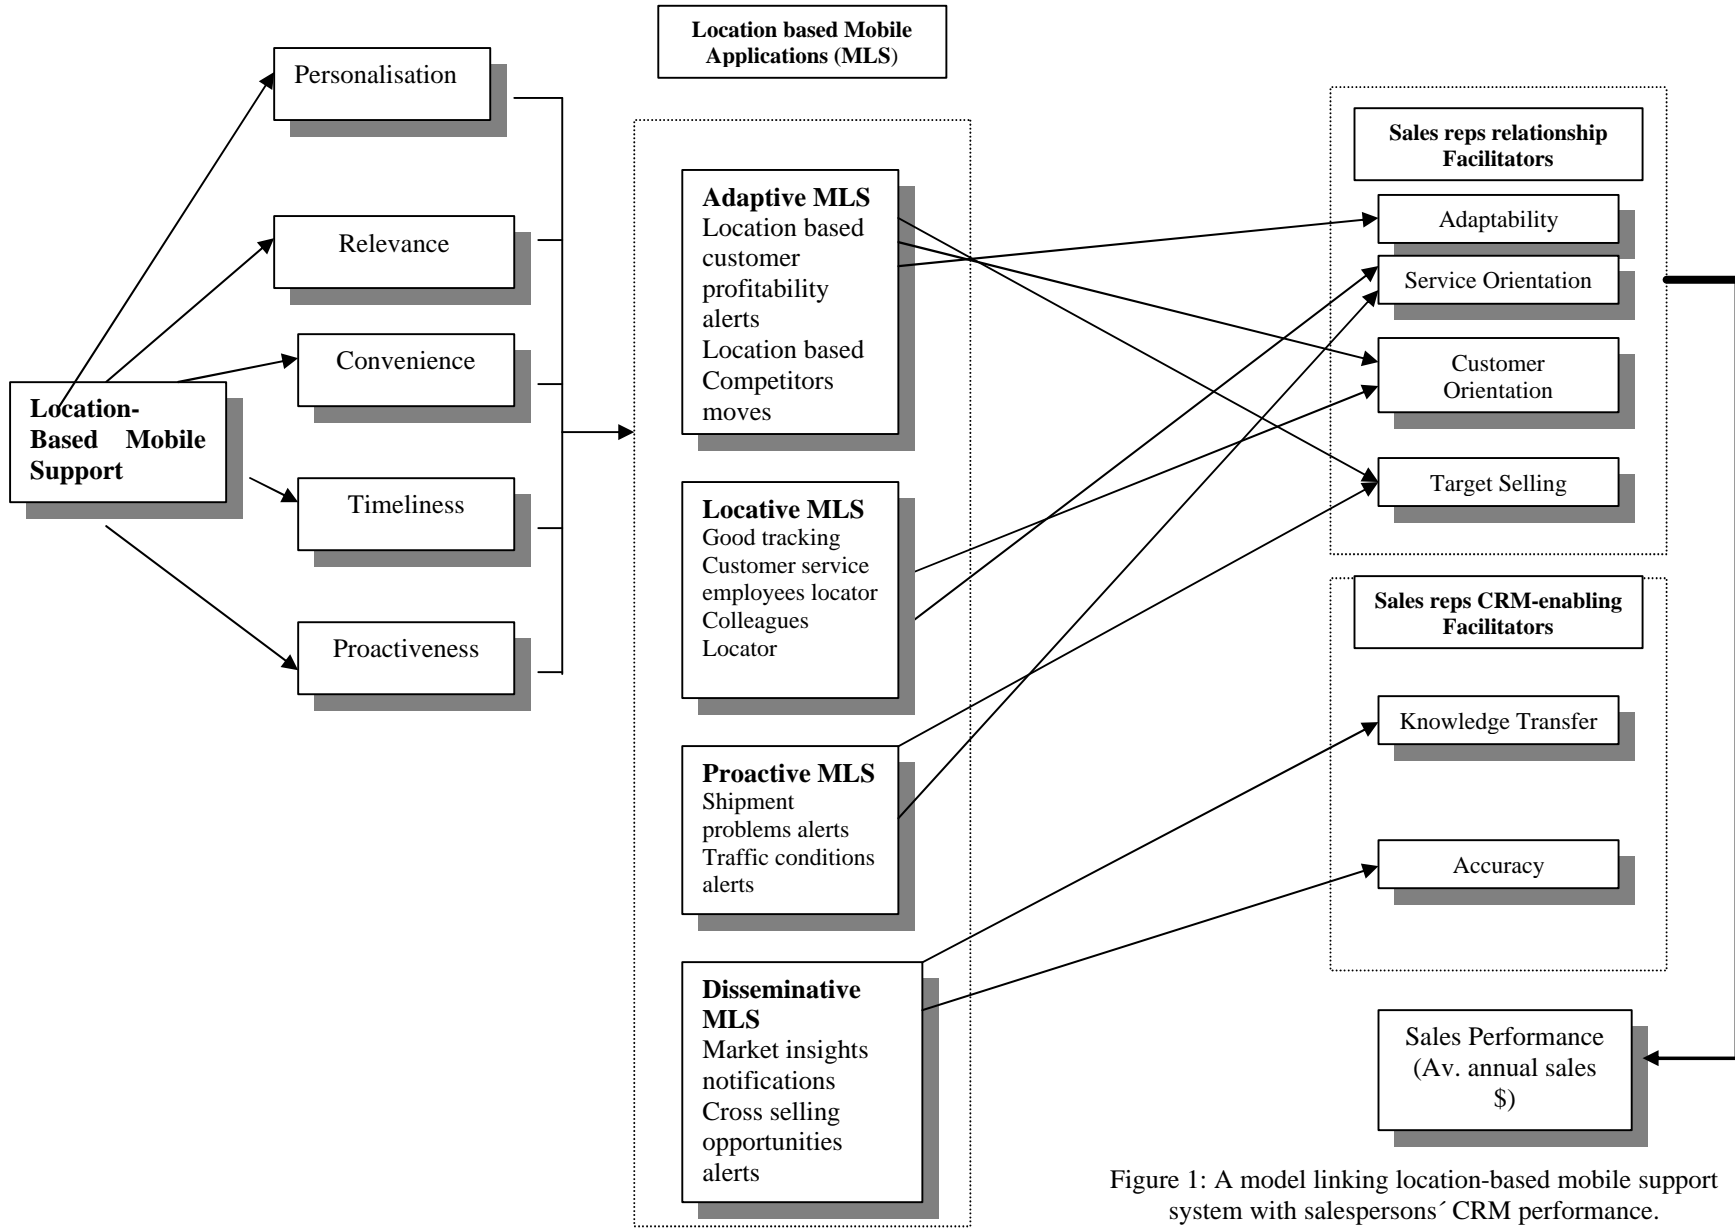 Location based Mobile
Applications (MLS)
Personalisation
Relevance
Convenience
Timeliness
Proactiveness
Location-
Based Mobile
Support
Adaptive MLS
Location based
customer
profitability
alerts
Location based
Competitors
moves
Locative MLS
Good tracking
Customer service
employees locator
Colleagues
Locator
Proactive MLS
Shipment
problems alerts
Traffic conditions
alerts
Disseminative
MLS
Market insights
notifications
Cross selling
opportunities
alerts
Sales reps relationship
Facilitators
Adaptability
Service Orientation
Customer
Orientation
Target Selling
Sales reps CRM-enabling
Facilitators
Knowledge Transfer
Accuracy
Sales Performance
(Av. annual sales
$)
Figure 1: A model linking location-based mobile support
system with salespersons´ CRM performance.